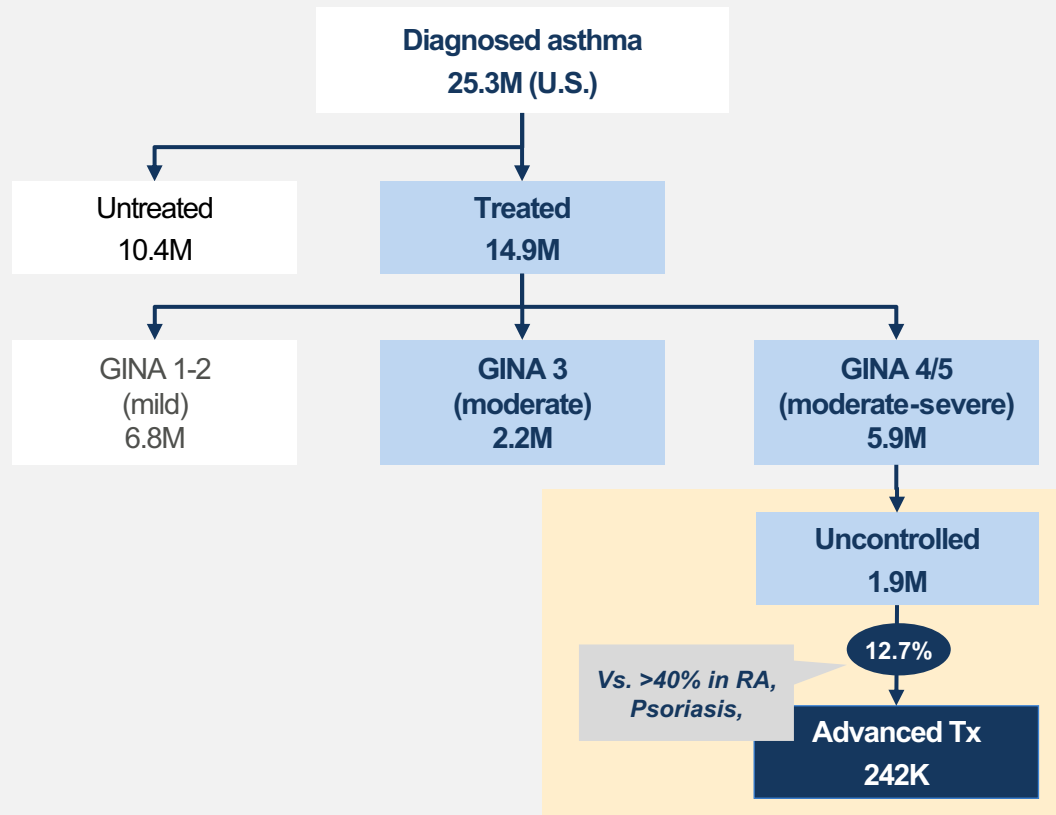 Diagnosed asthma
25.3M (U.S.)
Untreated
10.4M
Treated
14.9M
GINA 1-2
(mild)
6.8M
GINA 3
(moderate)
2.2M
GINA 4/5
(moderate-severe)
5.9M
Uncontrolled
1.9M
12.7%
Vs. >40% in RA,
Psoriasis,
Advanced Tx
242K